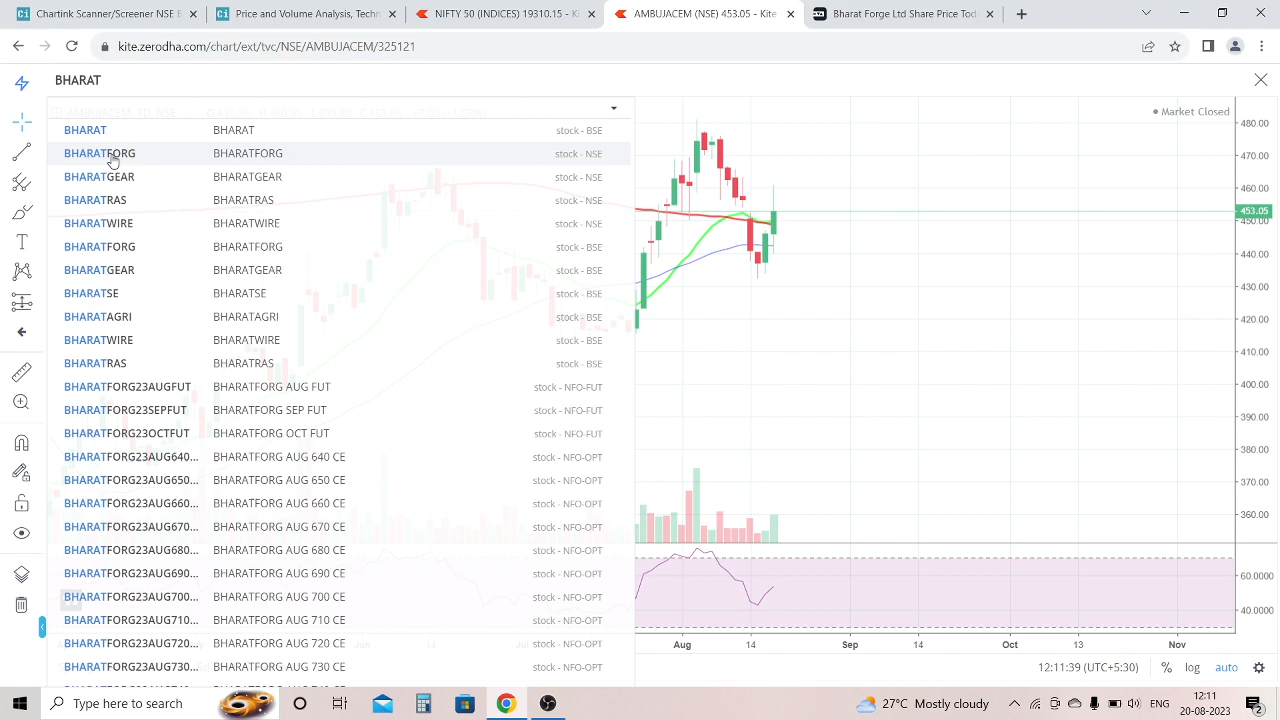 Chartink Screener
Chartink Screener
Technical Analysis
NIFTY 50 (INDICES) 19310.15 - Ki
AMBUJACEM (NSE) 453.05 - Kite
Bharat Forge Ltd Share Price Tod
kite.zerodha.com/chart/ext/tvc/NSE/AMBUJACEM/325121
BHARAT
AMBUJACEM, 1D, NSE
Market Closed
BHARAT BHARAT stock - BSE
BHARATFORG BHARATFORG stock - NSE
BHARATGEAR BHARATGEAR stock - NSE
BHARATRAS BHARATRAS stock - NSE
BHARATWIRE BHARATWIRE stock - NSE
BHARATFORG BHARATFORG stock - BSE
BHARATGEAR BHARATGEAR stock - BSE
BHARATSE BHARATSE stock - BSE
BHARATAGRI BHARATAGRI stock - BSE
BHARATWIRE BHARATWIRE stock - BSE
BHARATRAS BHARATRAS stock - BSE
BHARATFORG23AUGFUT BHARATFORG AUG FUT stock - NFO-FUT
BHARATFORG23SEPFUT BHARATFORG SEP FUT stock - NFO-FUT
BHARATFORG23OCTFUT BHARATFORG OCT FUT stock - NFO-FUT
BHARATFORG23AUG640... BHARATFORG AUG 640 CE stock - NFO-OPT
BHARATFORG23AUG650... BHARATFORG AUG 650 CE stock - NFO-OPT
BHARATFORG23AUG660... BHARATFORG AUG 660 CE stock - NFO-OPT
BHARATFORG23AUG670... BHARATFORG AUG 670 CE stock - NFO-OPT
BHARATFORG23AUG680... BHARATFORG AUG 680 CE stock - NFO-OPT
BHARATFORG23AUG690... BHARATFORG AUG 690 CE stock - NFO-OPT
BHARATFORG23AUG700... BHARATFORG AUG 700 CE stock - NFO-OPT
BHARATFORG23AUG710... BHARATFORG AUG 710 CE stock - NFO-OPT
BHARATFORG23AUG720... BHARATFORG AUG 720 CE stock - NFO-OPT
BHARATFORG23AUG730... BHARATFORG AUG 730 CE stock - NFO-OPT
480.00
470.00
460.00
453.05
450.00
440.00
430.00
420.00
410.00
400.00
390.00
380.00
370.00
360.00
60.0000
40.0000
Jun 14 Jul Aug 14 Sep 14 Oct 13 Nov
12:11:39 (UTC+5:30) % log auto
Type here to search
27°C Mostly cloudy
ENG
12:11
20-08-2023
2